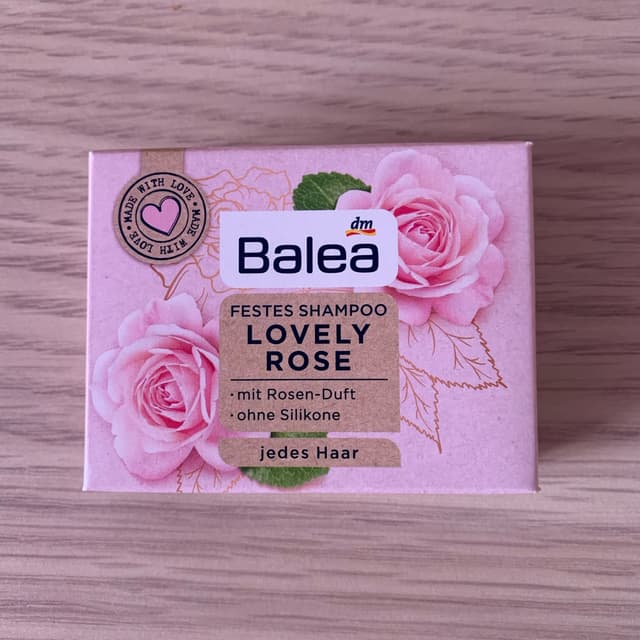 MADE WITH LOVE · MADE WITH LOVE ·
dm
Balea
FESTES SHAMPOO
LOVELY
ROSE
· mit Rosen-Duft
· ohne Silikone
jedes Haar